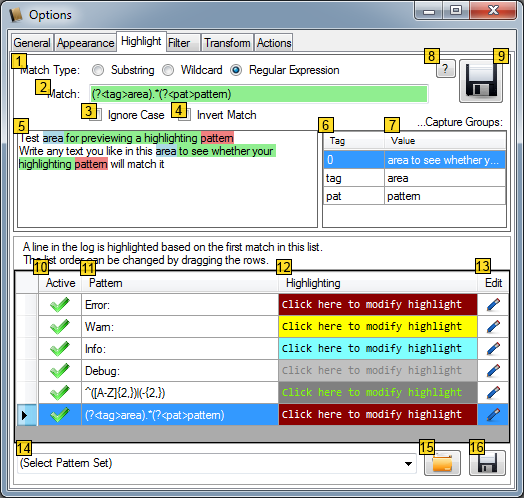 Options
General Appearance Highlight Filter Transform Actions
1 8 9
Match Type: Substring Wildcard Regular Expression ?
2 Match: (?<tag>area).*(?<pat>pattern)
3 Ignore Case 4 Invert Match
5 6 7 ...Capture Groups:
Test area for previewing a highlighting pattern
Write any text you like in this area to see whether your
highlighting pattern will match it
Tag Value
0 area to see whether y...
tag area
pat pattern
A line in the log is highlighted based on the first match in this list.
The list order can be changed by dragging the rows.
10 11 12 13
Active Pattern Highlighting Edit
Error: Click here to modify highlight
Warn: Click here to modify highlight
Info: Click here to modify highlight
Debug: Click here to modify highlight
^([A-Z]{2,})|(-{2,}) Click here to modify highlight
(?<tag>area).*(?<pat>pattern) Click here to modify highlight
14 15 16
(Select Pattern Set)